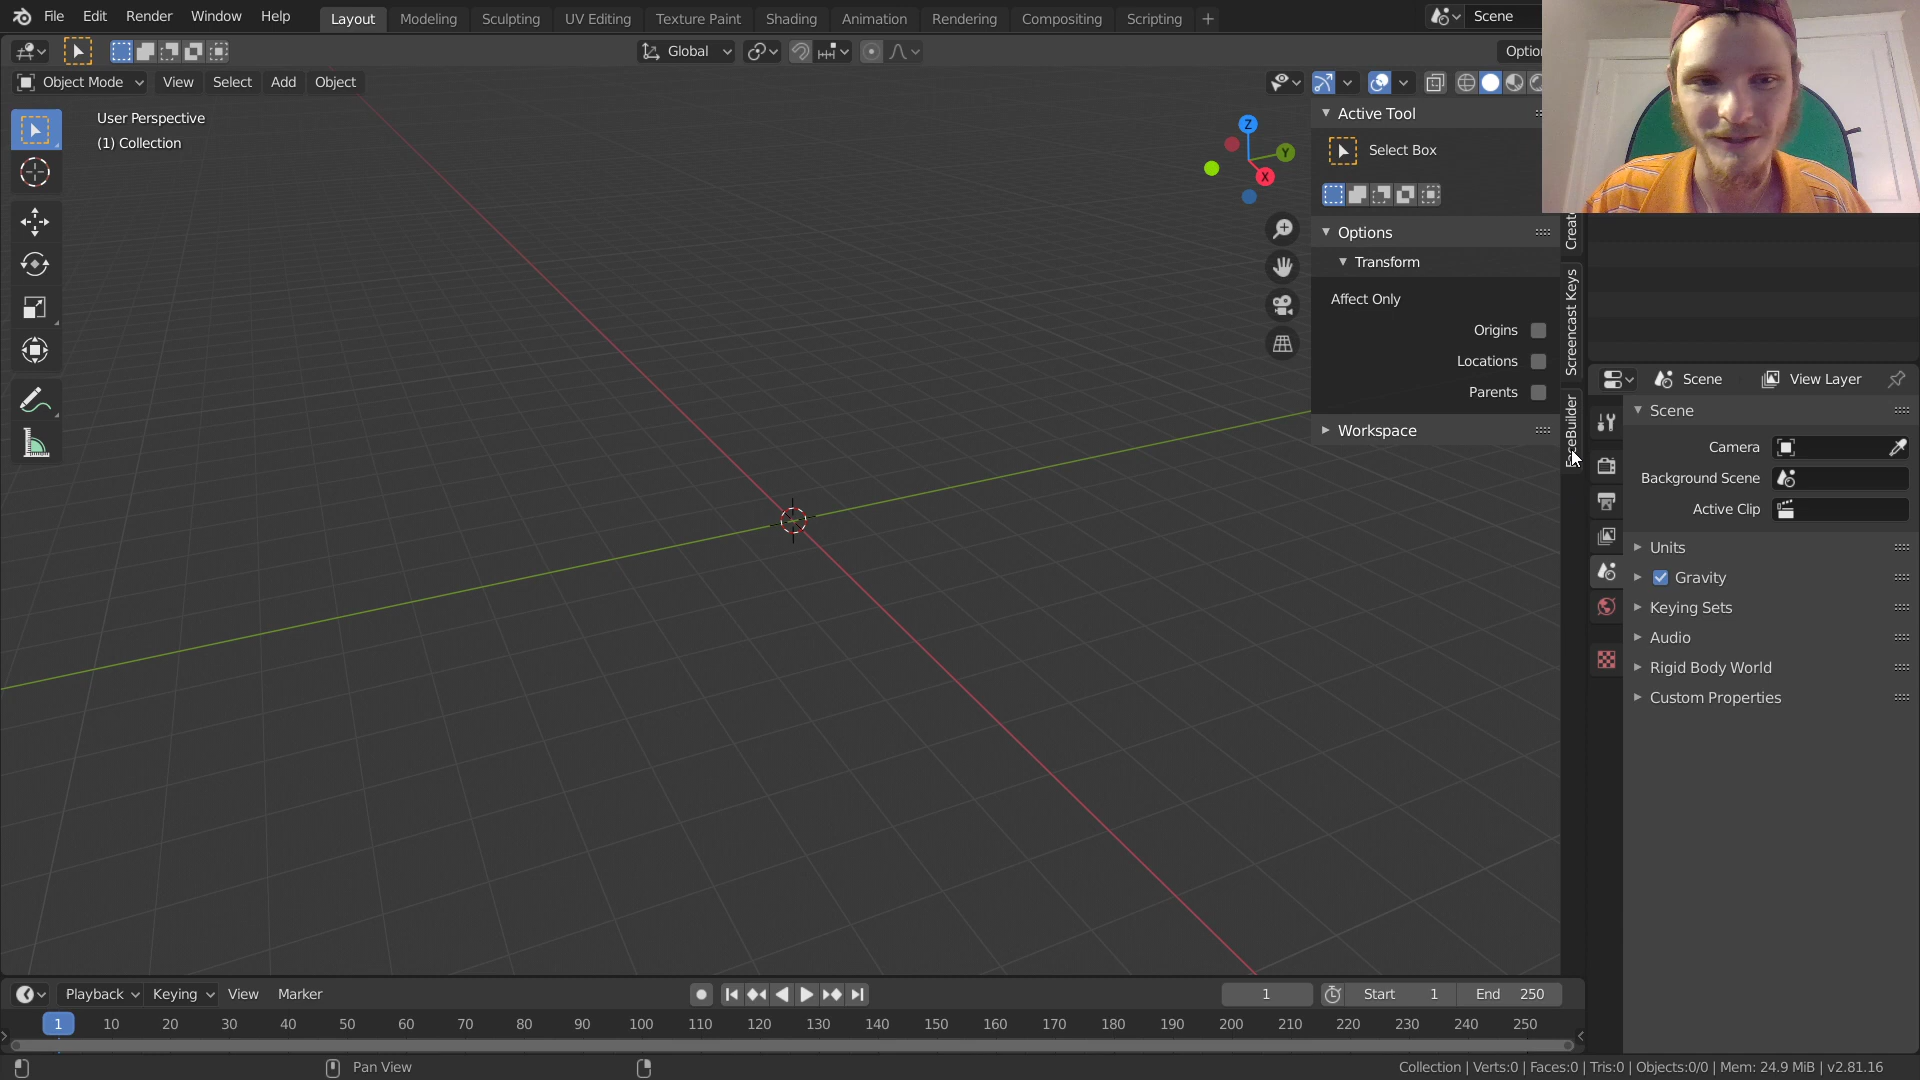 File Edit Render Window Help Layout Modeling Sculpting UV Editing Texture Paint Shading Animation Rendering Compositing Scripting Scene
Global
Object Mode View Select Add Object
User Perspective
(1) Collection
Z
Y
X
Active Tool
Select Box
Options
Transform
Affect Only
Origins
Locations
Parents
Workspace
Screencast Keys
FaceBuilder
Scene View Layer
Scene
Camera
Background Scene
Active Clip
Units
Gravity
Keying Sets
Audio
Rigid Body World
Custom Properties
Playback Keying View Marker 1 Start 1 End 250
1 10 20 30 40 50 60 70 80 90 100 110 120 130 140 150 160 170 180 190 200 210 220 230 240 250
Pan View Collection | Verts:0 | Faces:0 | Tris:0 | Objects:0/0 | Mem: 24.9 MiB | v2.81.16